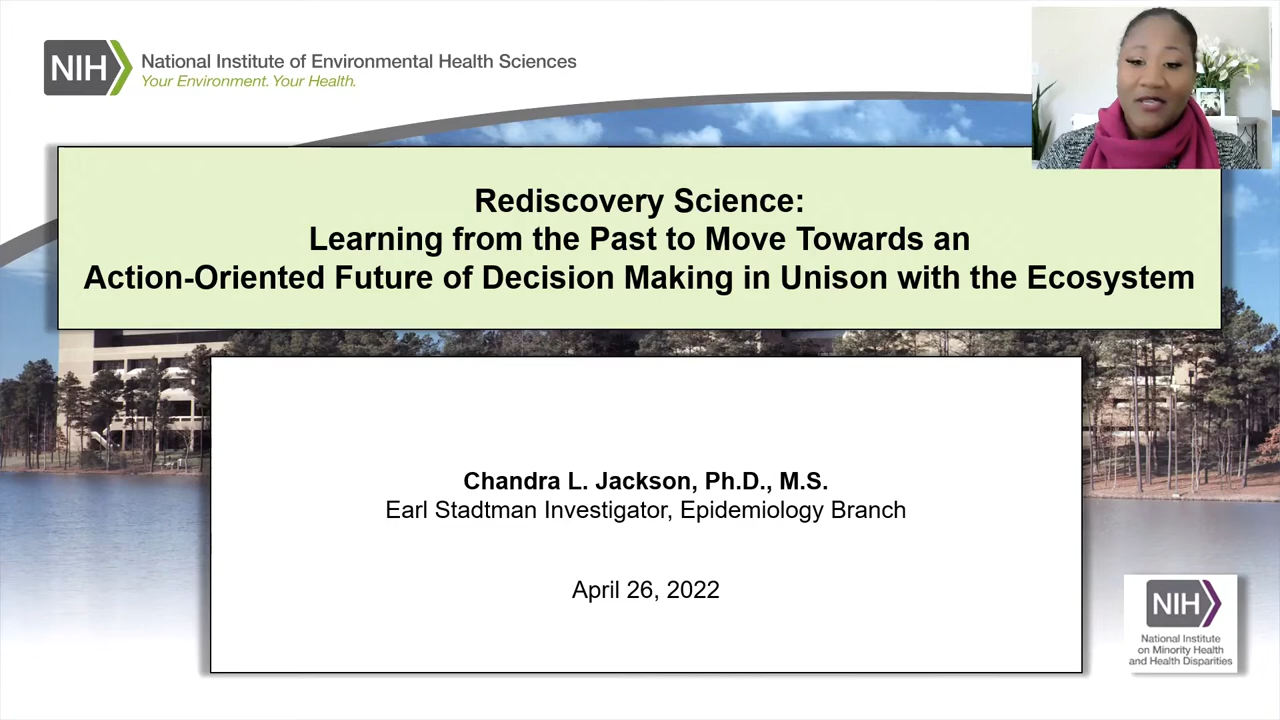 NIH
National Institute of Environmental Health Sciences
Your Environment. Your Health.
Rediscovery Science:
Learning from the Past to Move Towards an
Action-Oriented Future of Decision Making in Unison with the Ecosystem
Chandra L. Jackson, Ph.D., M.S.
Earl Stadtman Investigator, Epidemiology Branch
April 26, 2022
NIH
National Institute
on Minority Health
and Health Disparities